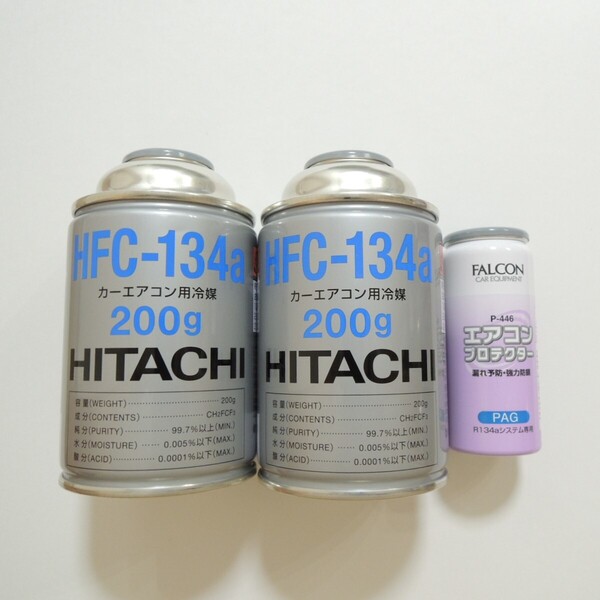 HFC-134a
カーエアコン用冷媒
200g
HITACHI
容量(WEIGHT) ‥‥‥‥‥‥ 200g
成分(CONTENTS) ‥‥‥‥ CH2FCF3
純分(PURITY) ‥‥ 99.7%以上(MIN.)
水分(MOISTURE) ‥‥ 0.005%以下(MAX.)
酸分(ACID) ‥‥‥‥ 0.0001%以下(MAX.)
HFC-134a
カーエアコン用冷媒
200g
HITACHI
容量(WEIGHT) ‥‥‥‥‥‥ 200g
成分(CONTENTS) ‥‥‥‥ CH2FCF3
純分(PURITY) ‥‥ 99.7%以上(MIN.)
水分(MOISTURE) ‥‥ 0.005%以下(MAX.)
酸分(ACID) ‥‥‥‥ 0.0001%以下(MAX.)
FALCON
CAR EQUIPMENT
P-446
エアコン
プロテクター
漏れ予防・強力防錆
PAG
R134aシステム専用